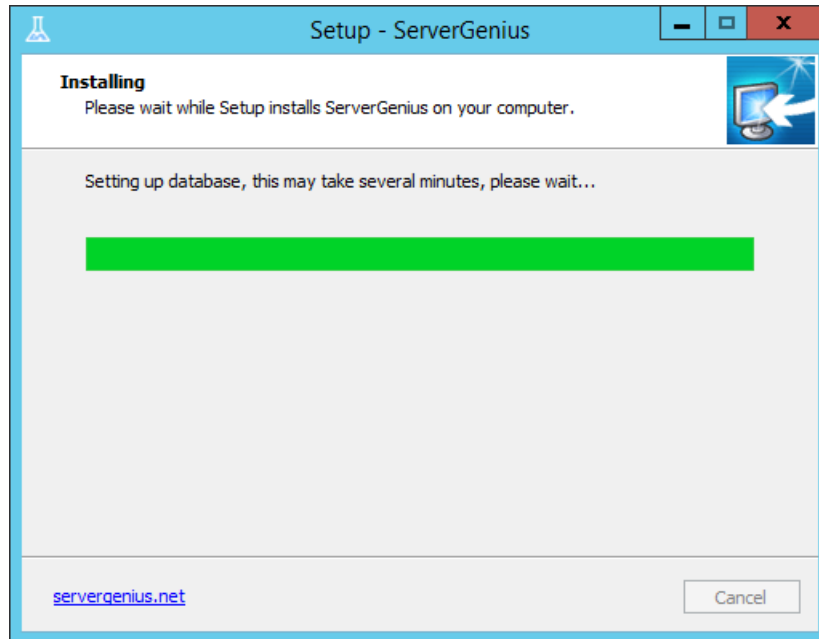 Setup - ServerGenius
Installing
Please wait while Setup installs ServerGenius on your computer.
Setting up database, this may take several minutes, please wait...
servergenius.net
Cancel